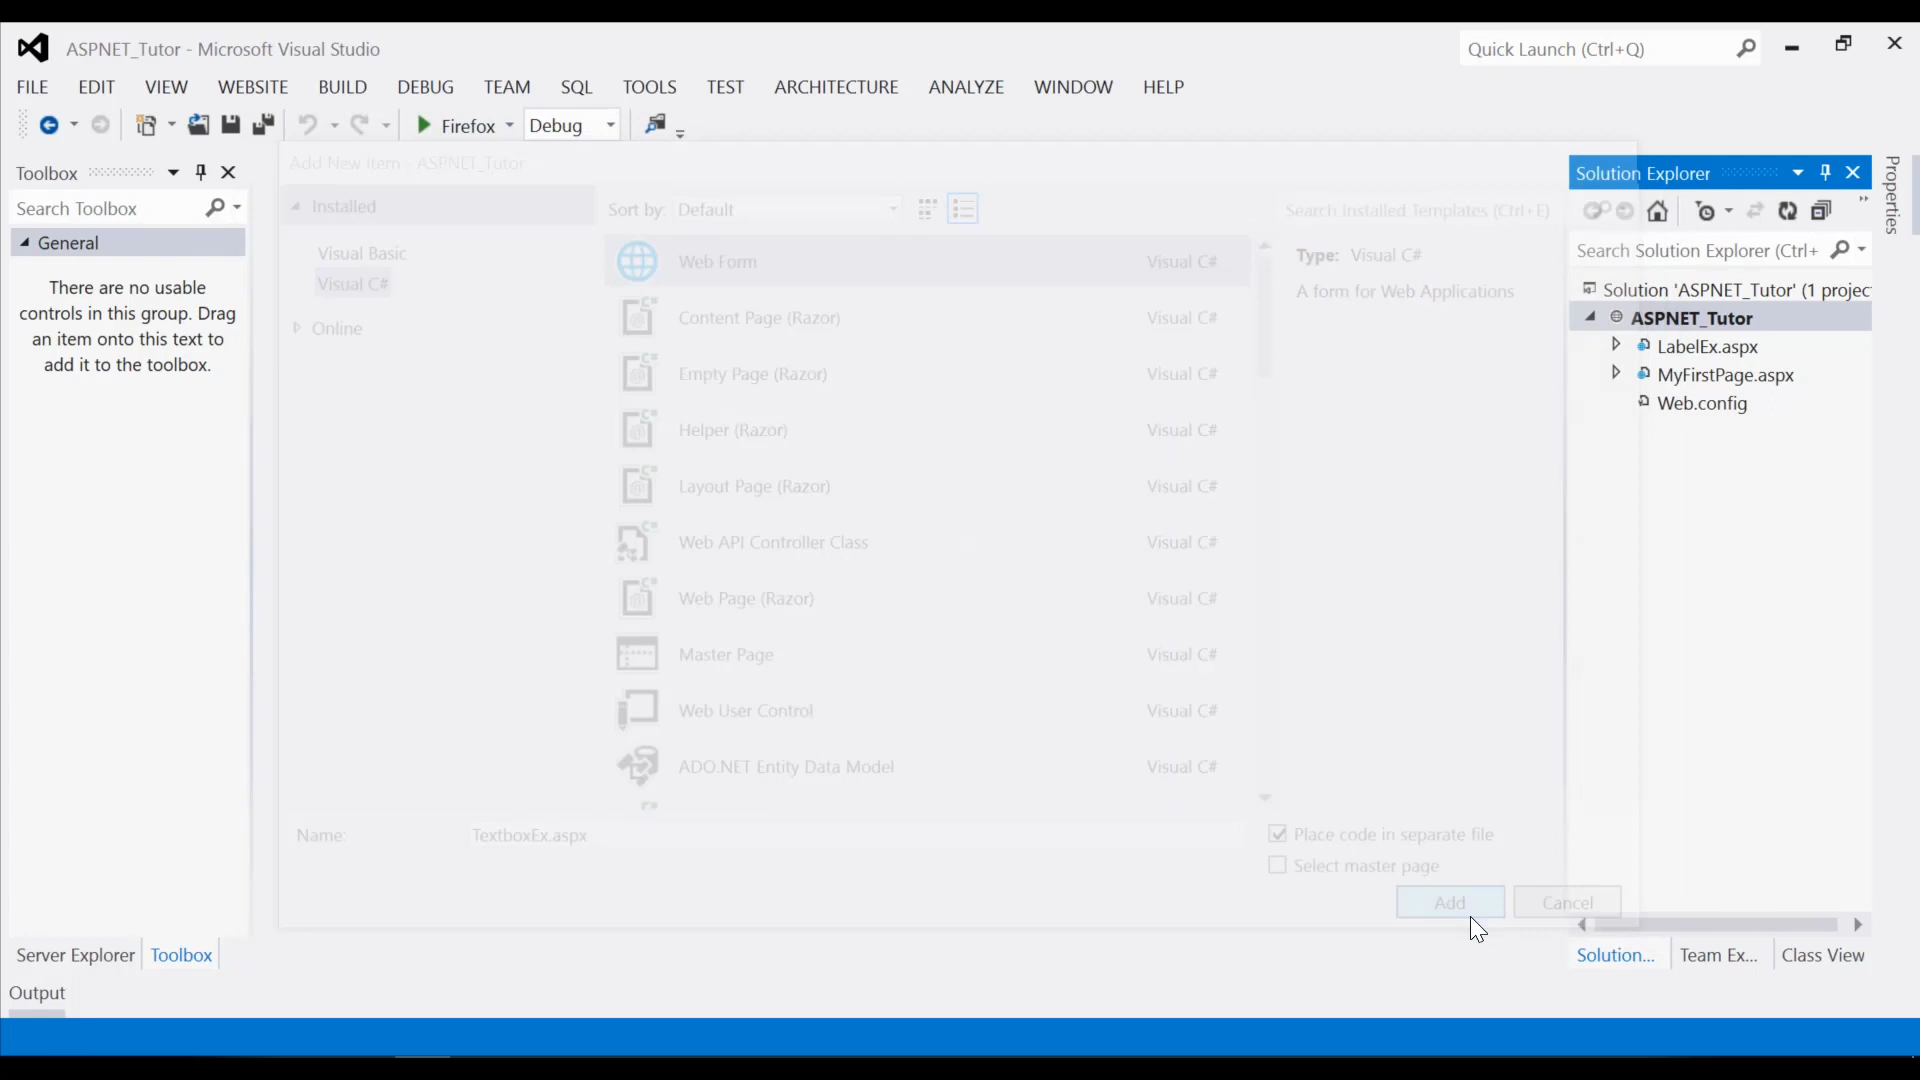 ASPNET_Tutor - Microsoft Visual Studio
Quick Launch (Ctrl+Q)
FILE EDIT VIEW WEBSITE BUILD DEBUG TEAM SQL TOOLS TEST ARCHITECTURE ANALYZE WINDOW HELP
Firefox Debug
Toolbox
Search Toolbox
General
There are no usable
controls in this group. Drag
an item onto this text to
add it to the toolbox.
Server Explorer Toolbox
Output
Add New Item - ASPNET_Tutor
Installed
Visual Basic
Visual C#
Online
Sort by: Default
Search Installed Templates (Ctrl+E)
Web Form Visual C#
Content Page (Razor) Visual C#
Empty Page (Razor) Visual C#
Helper (Razor) Visual C#
Layout Page (Razor) Visual C#
Web API Controller Class Visual C#
Web Page (Razor) Visual C#
Master Page Visual C#
Web User Control Visual C#
ADO.NET Entity Data Model Visual C#
Type: Visual C#
A form for Web Applications
Name: TextboxEx.aspx
Place code in separate file
Select master page
Add Cancel
Solution Explorer
Search Solution Explorer (Ctrl+
Solution 'ASPNET_Tutor' (1 projec
ASPNET_Tutor
LabelEx.aspx
MyFirstPage.aspx
Web.config
Solution... Team Ex... Class View
Properties